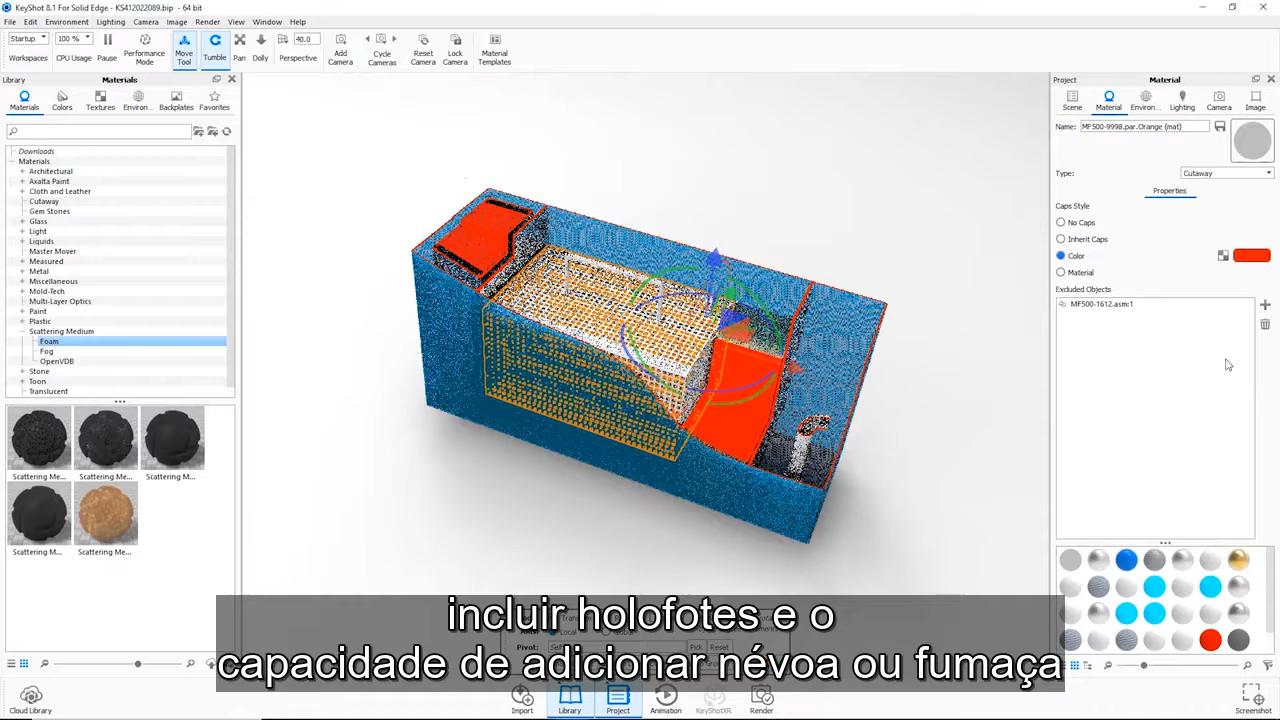 KeyShot 8.1 For Solid Edge - KS412022089.bip - 64 bit
File Edit Environment Lighting Camera Image Render View Window Help
Startup 100 % 40.0
Workspaces CPU Usage Pause Performance Mode Move Tool Tumble Pan Dolly Perspective Add Camera Cycle Cameras Reset Camera Lock Camera Material Templates
Library Materials
Materials Colors Textures Environ... Backplates Favorites
Downloads
Materials
Architectural
Axalta Paint
Cloth and Leather
Cutaway
Gem Stones
Glass
Light
Liquids
Master Mover
Measured
Metal
Miscellaneous
Mold-Tech
Multi-Layer Optics
Paint
Plastic
Scattering Medium
Foam
Fog
OpenVDB
Stone
Toon
Translucent
Scattering Me... Scattering Me... Scattering M...
Scattering M... Scattering Me...
Project Material
Scene Material Environ... Lighting Camera Image
Name: MF500-9998.par.Orange (mat)
Type: Cutaway
Properties
Caps Style
No Caps
Inherit Caps
Color
Material
Excluded Objects
MF500-1612.asm:1
Local
Pivot: Pick Reset
incluir holofotes e o
capacidade de adicionar névoa ou fumaça
Cloud Library Import Library Project Animation KeyShotXR Render Screenshot